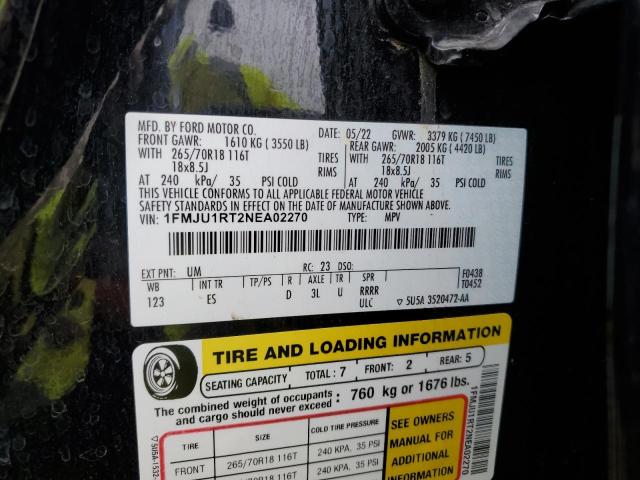 MFD. BY FORD MOTOR CO.
DATE: 05/22 GVWR: 3379 KG ( 7450 LB)
FRONT GAWR: 1610 KG ( 3550 LB) REAR GAWR: 2005 KG ( 4420 LB)
WITH 265/70R18 116T TIRES WITH 265/70R18 116T TIRES
18x8.5J RIMS 18x8.5J RIMS
AT 240 kPa/ 35 PSI COLD AT 240 kPa/ 35 PSI COLD
THIS VEHICLE CONFORMS TO ALL APPLICABLE FEDERAL MOTOR VEHICLE
SAFETY STANDARDS IN EFFECT ON THE DATE OF MANUFACTURE SHOWN ABOVE.
VIN: 1FMJU1RT2NEA02270 TYPE: MPV
EXT PNT: UM RC: 23 DSO: F0438
WB INT TR TP/PS R AXLE TR SPR T0452
123 ES D 3L U RRRR
ULC ▽ 5U5A 3520472-AA
TIRE AND LOADING INFORMATION
SEATING CAPACITY TOTAL : 7 FRONT: 2 REAR: 5
The combined weight of occupants
and cargo should never exceed : 760 kg or 1676 lbs.
TIRE SIZE COLD TIRE PRESSURE
FRONT 265/70R18 116T 240 KPA, 35 PSI
265/70R18 116T 240 KPA, 35 PSI
SEE OWNERS
MANUAL FOR
ADDITIONAL
INFORMATION
1FMJU1RT2NEA02270